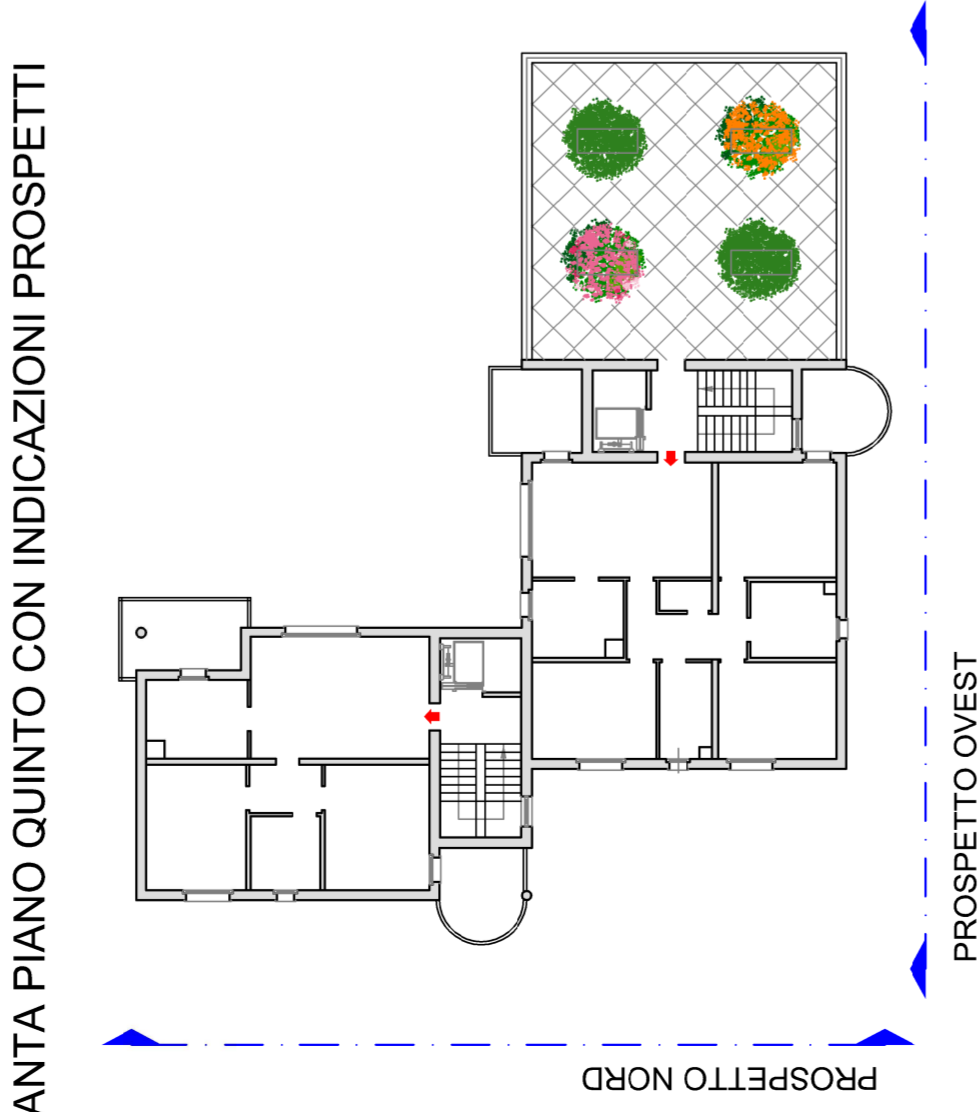 ANTA PIANO QUINTO CON INDICAZIONI PROSPETTI
PROSPETTO OVEST
PROSPETTO NORD